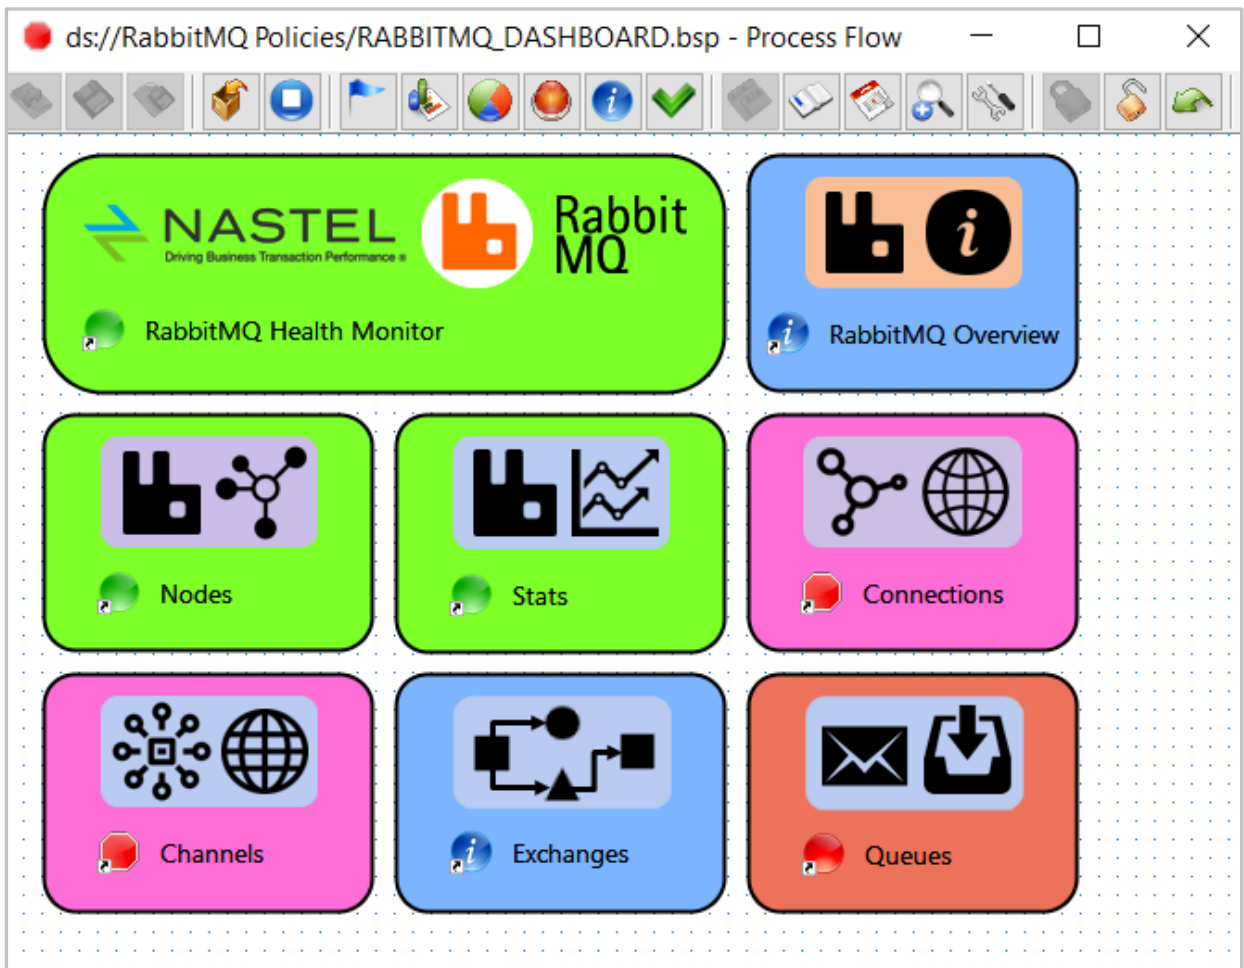 ds://RabbitMQ Policies/RABBITMQ_DASHBOARD.bsp - Process Flow
NASTEL
Driving Business Transaction Performance ®
Rabbit
MQ
RabbitMQ Health Monitor
RabbitMQ Overview
Nodes
Stats
Connections
Channels
Exchanges
Queues